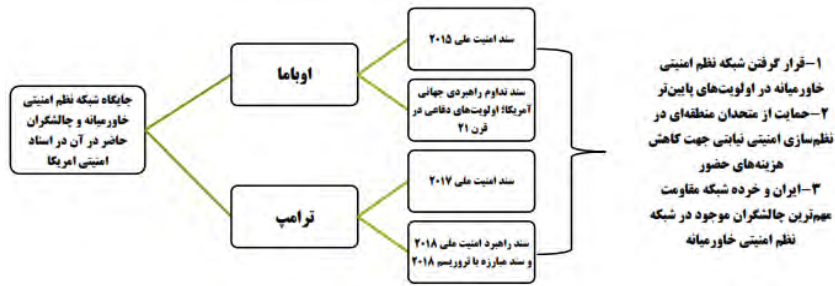 جایگاه شبکه نظم امنیتی
خاورمیانه و چالشگران
حاضر در آن در اسناد
امنیتی امریکا
اوباما
سند امنیت ملی ۲۰۱۵
سند تداوم راهبردی جهانی
آمریکا؛ اولویت‌های دفاعی در
قرن ۲۱
ترامپ
سند امنیت ملی ۲۰۱۷
سند راهبرد امنیت ملی ۲۰۱۸
و سند مبارزه با تروریسم ۲۰۱۸
۱-قرار گرفتن شبکه نظم امنیتی
خاورمیانه در اولویت‌های پایین‌تر
۲-حمایت از متحدان منطقه‌ای در
نظم‌سازی امنیتی نیابتی جهت کاهش
هزینه‌های حضور
۳-ایران و خرده شبکه مقاومت
مهم‌ترین چالشگران موجود در شبکه
نظم امنیتی خاورمیانه